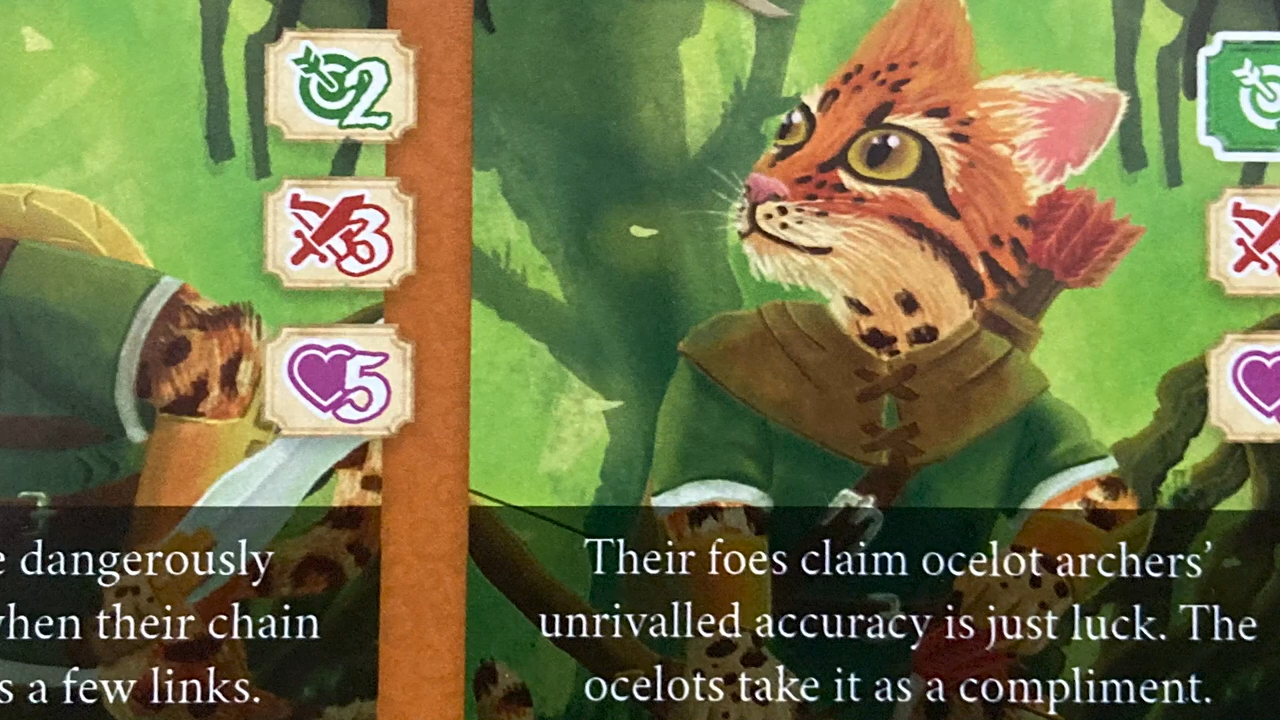 2
3
5
dangerously
when their chain
a few links.
Their foes claim ocelot archers’
unrivalled accuracy is just luck. The
ocelots take it as a compliment.